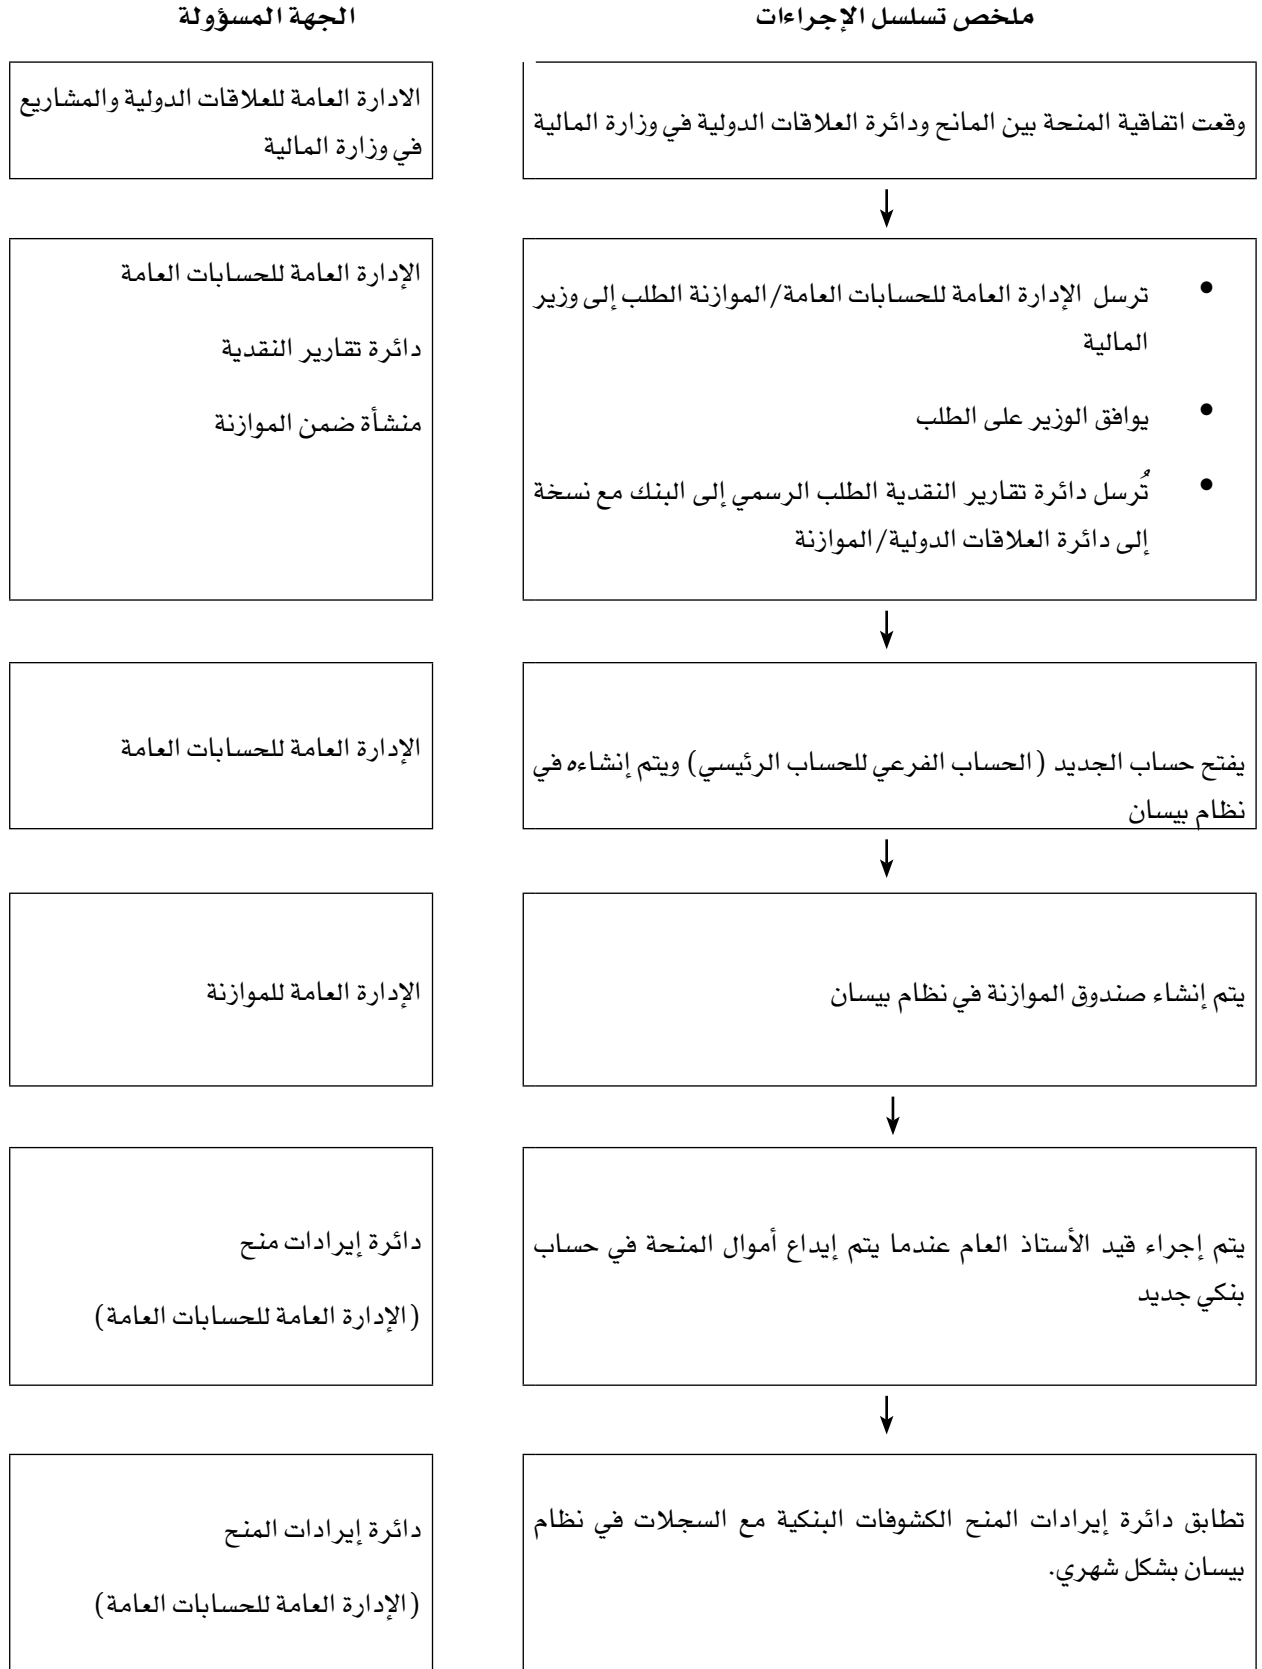 ملخص تسلسل الإجراءات
الجهة المسؤولة
وقعت اتفاقية المنحة بين المانح ودائرة العلاقات الدولية في وزارة المالية
الادارة العامة للعلاقات الدولية والمشاريع
في وزارة المالية
• ترسل الإدارة العامة للحسابات العامة/الموازنة الطلب إلى وزير
المالية
• يوافق الوزير على الطلب
• تُرسل دائرة تقارير النقدية الطلب الرسمي إلى البنك مع نسخة
إلى دائرة العلاقات الدولية/الموازنة
الإدارة العامة للحسابات العامة
دائرة تقارير النقدية
منشأة ضمن الموازنة
يفتح حساب الجديد (الحساب الفرعي للحساب الرئيسي) ويتم إنشاءه في
نظام بيسان
الإدارة العامة للحسابات العامة
يتم إنشاء صندوق الموازنة في نظام بيسان
الإدارة العامة للموازنة
يتم إجراء قيد الأستاذ العام عندما يتم إيداع أموال المنحة في حساب
بنكي جديد
دائرة إيرادات منح
(الإدارة العامة للحسابات العامة)
تطابق دائرة إيرادات المنح الكشوفات البنكية مع السجلات في نظام
بيسان بشكل شهري.
دائرة إيرادات المنح
(الإدارة العامة للحسابات العامة)